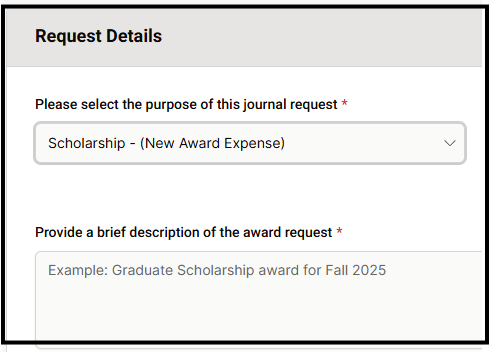 Request Details
Please select the purpose of this journal request *
Scholarship - (New Award Expense)
Provide a brief description of the award request *
Example: Graduate Scholarship award for Fall 2025